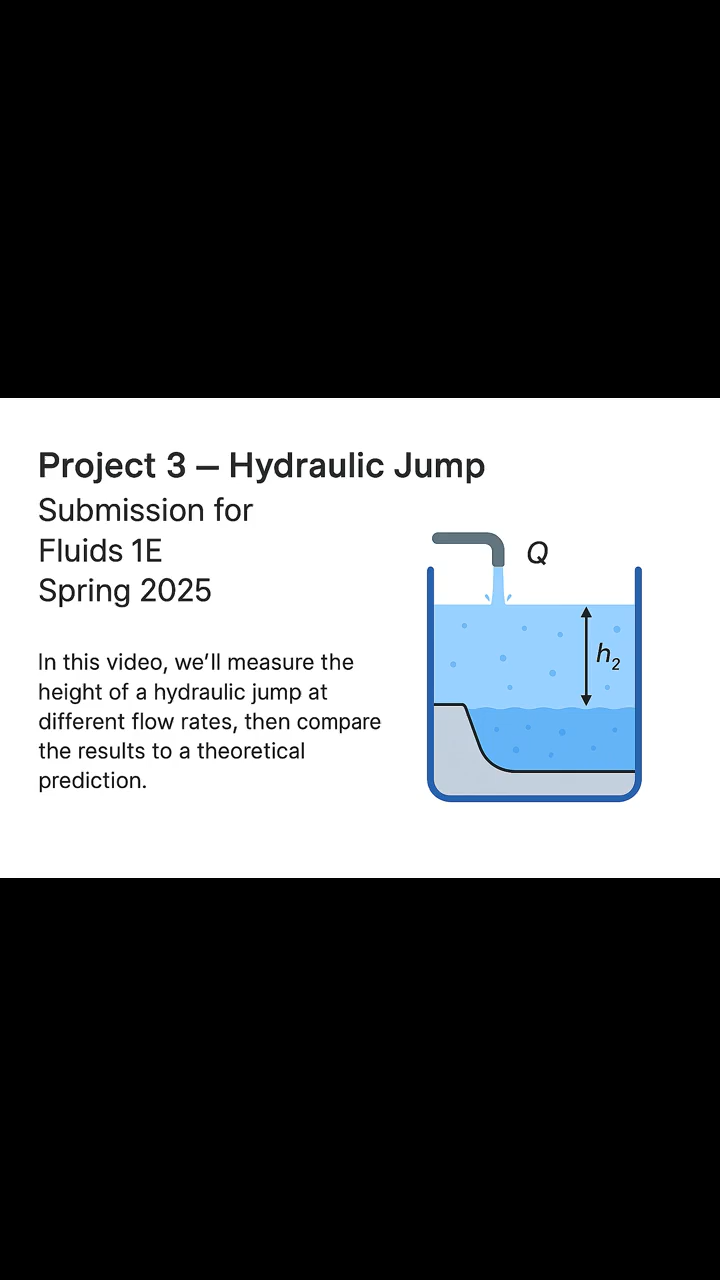 Project 3 – Hydraulic Jump
Submission for
Fluids 1E
Spring 2025
In this video, we’ll measure the
height of a hydraulic jump at
different flow rates, then compare
the results to a theoretical
prediction.
Q
h₂